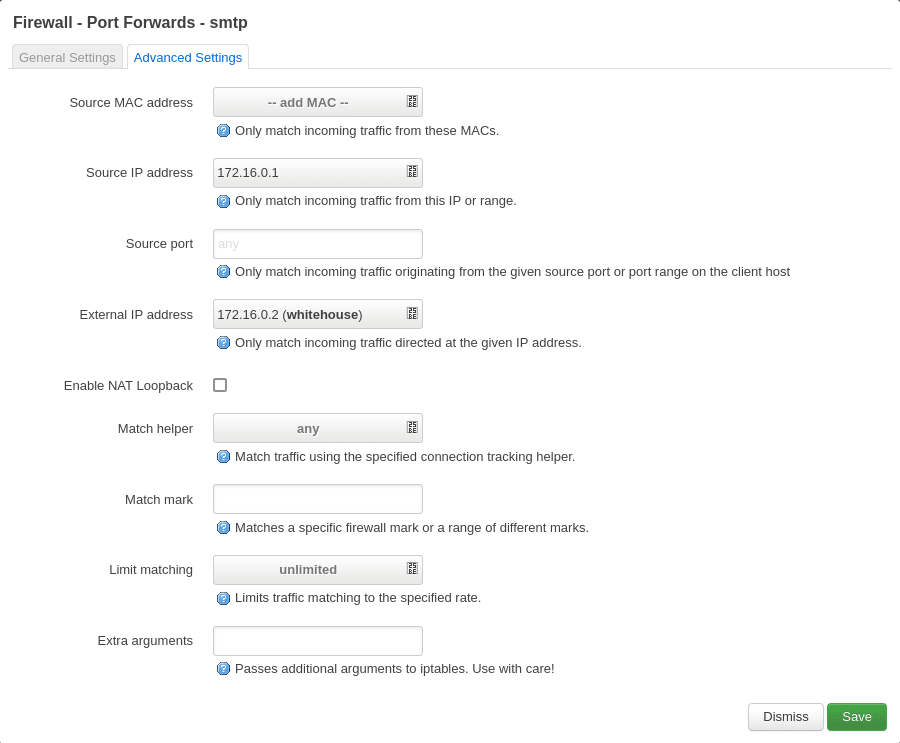 Firewall - Port Forwards - smtp
General Settings Advanced Settings
Source MAC address -- add MAC --
Only match incoming traffic from these MACs.
Source IP address 172.16.0.1
Only match incoming traffic from this IP or range.
Source port any
Only match incoming traffic originating from the given source port or port range on the client host
External IP address 172.16.0.2 (whitehouse)
Only match incoming traffic directed at the given IP address.
Enable NAT Loopback
Match helper any
Match traffic using the specified connection tracking helper.
Match mark
Matches a specific firewall mark or a range of different marks.
Limit matching unlimited
Limits traffic matching to the specified rate.
Extra arguments
Passes additional arguments to iptables. Use with care!
Dismiss Save